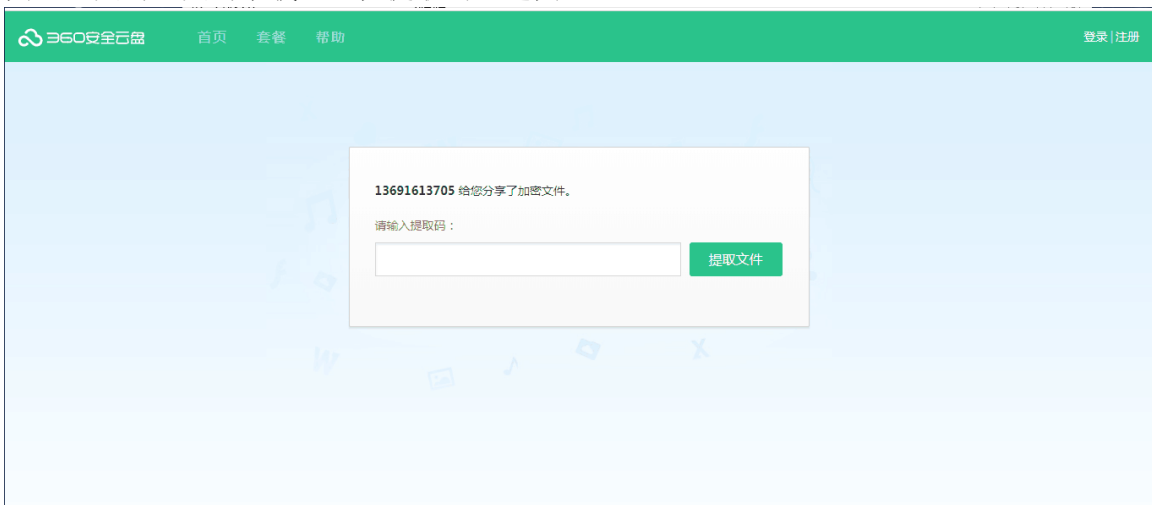 360安全云盘 首页 套餐 帮助 登录|注册
13691613705 给您分享了加密文件。
请输入提取码：
提取文件